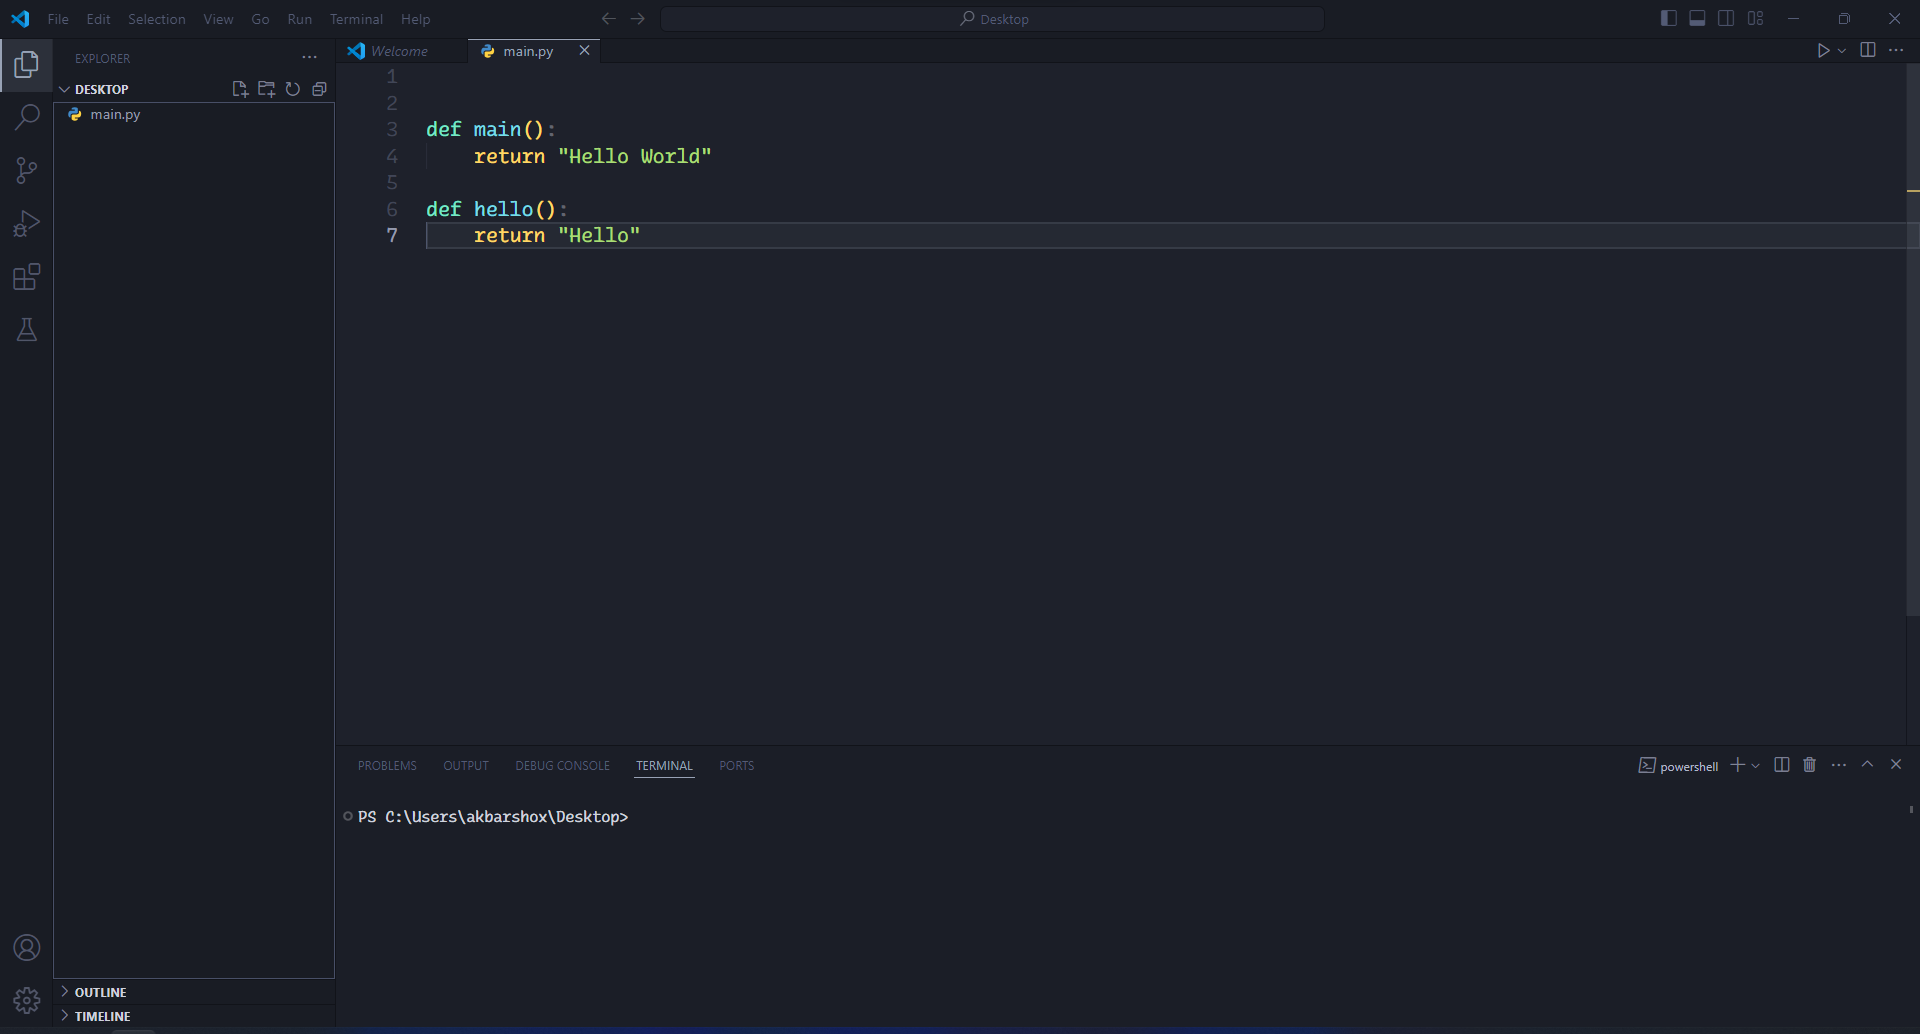 File Edit Selection View Go Run Terminal Help
Desktop
EXPLORER
DESKTOP
main.py
Welcome
main.py
1
2
3 def main():
4 return "Hello World"
5
6 def hello():
7 return "Hello"
PROBLEMS OUTPUT DEBUG CONSOLE TERMINAL PORTS
powershell
PS C:\Users\akbarshox\Desktop>
OUTLINE
TIMELINE